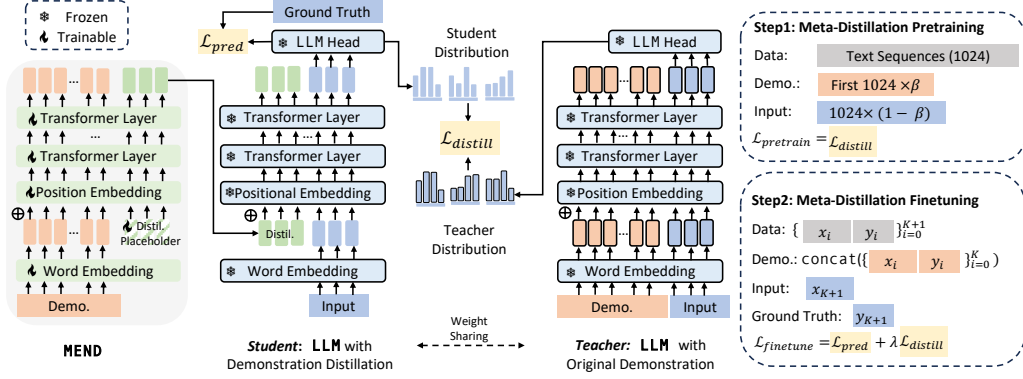 Frozen
Trainable
Ground Truth
ℒ_pred
LLM Head
Student
Distribution
LLM Head
Transformer Layer
...
Transformer Layer
Position Embedding
Distil.
Placeholder
Word Embedding
Demo.
MEND
Transformer Layer
...
Transformer Layer
Positional Embedding
Distil.
Word Embedding
Input
Student: LLM with
Demonstration Distillation
ℒ_distill
Teacher
Distribution
Weight
Sharing
Transformer Layer
...
Transformer Layer
Position Embedding
Word Embedding
Demo.
Input
Teacher: LLM with
Original Demonstration
Step1: Meta-Distillation Pretraining
Data: Text Sequences (1024)
Demo.: First 1024 ×β
Input: 1024× (1 − β)
ℒ_pretrain = ℒ_distill
Step2: Meta-Distillation Finetuning
Data: { x_i y_i }_{i=0}^{K+1}
Demo.: concat({ x_i y_i }_{i=0}^{K})
Input: x_{K+1}
Ground Truth: y_{K+1}
ℒ_finetune = ℒ_pred + λ ℒ_distill